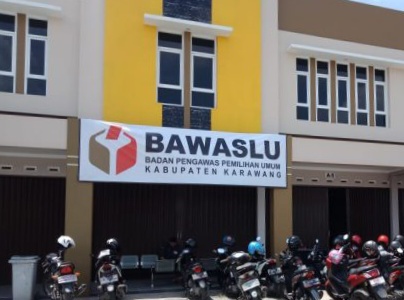 BAWASLU
BADAN PENGAWAS PEMILIHAN UMUM
KABUPATEN KARAWANG